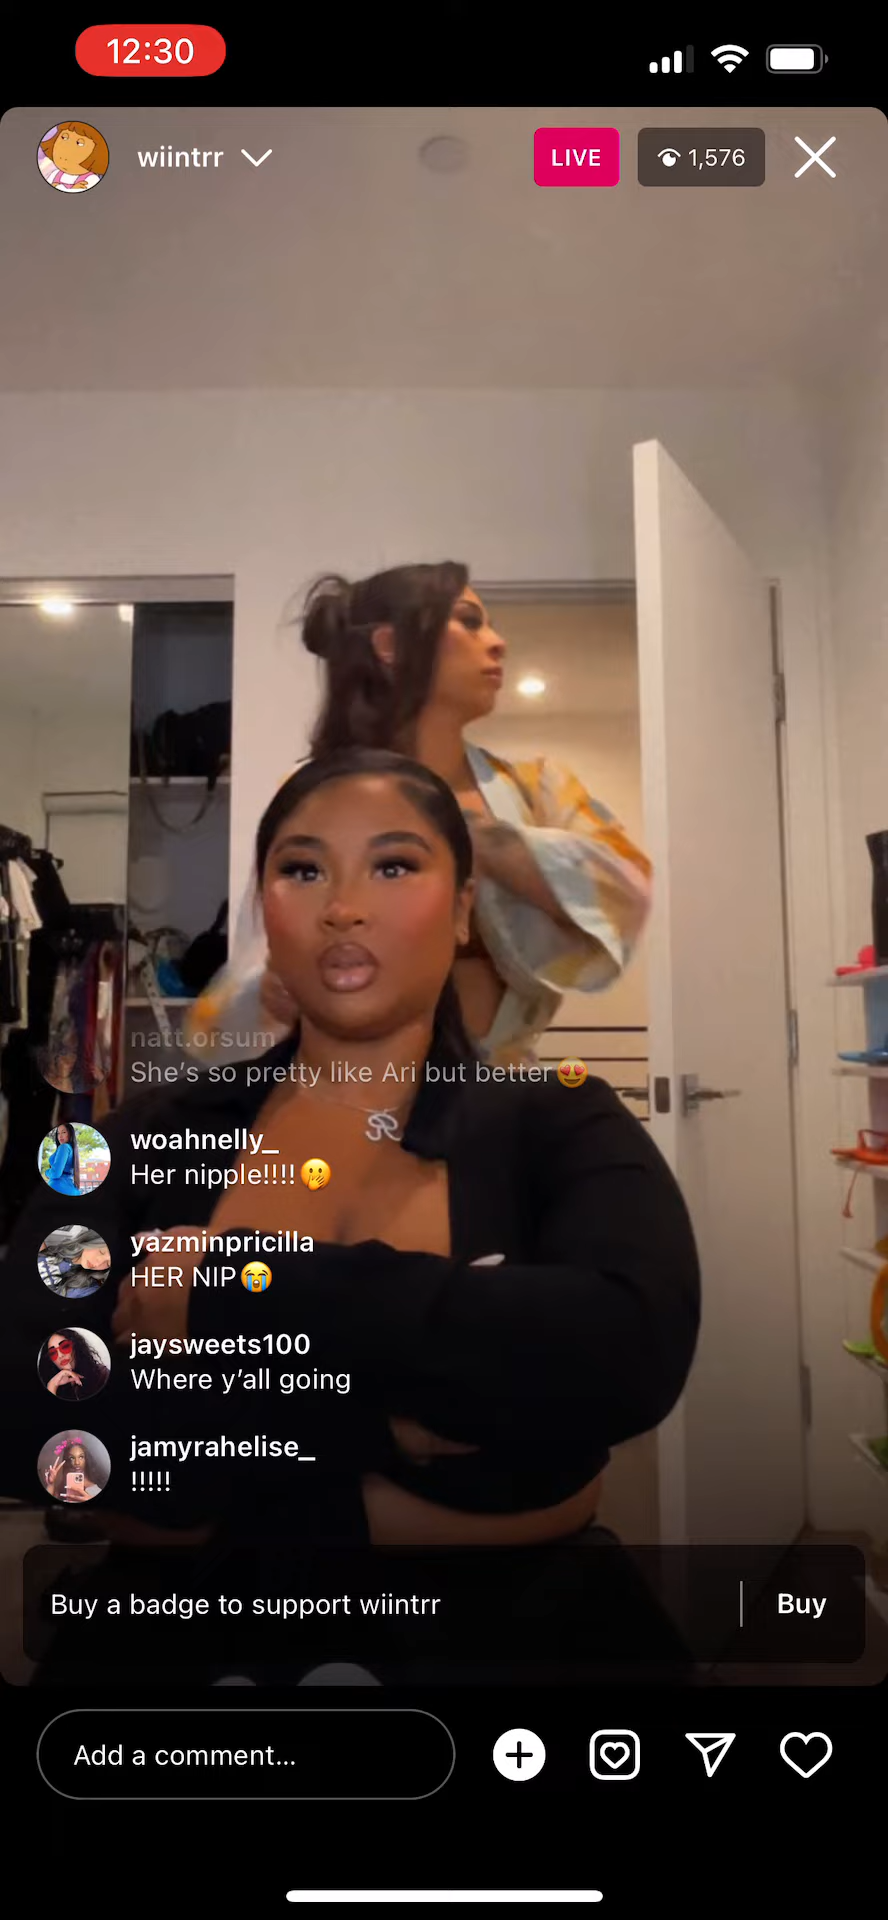 12:30
wiintrr
LIVE
1,576
natt.orsum
She's so pretty like Ari but better😍
woahnelly_
Her nipple!!!!🤭
yazminpricilla
HER NIP😭
jaysweets100
Where y'all going
jamyrahelise_
!!!!!
Buy a badge to support wiintrr
Buy
Add a comment...